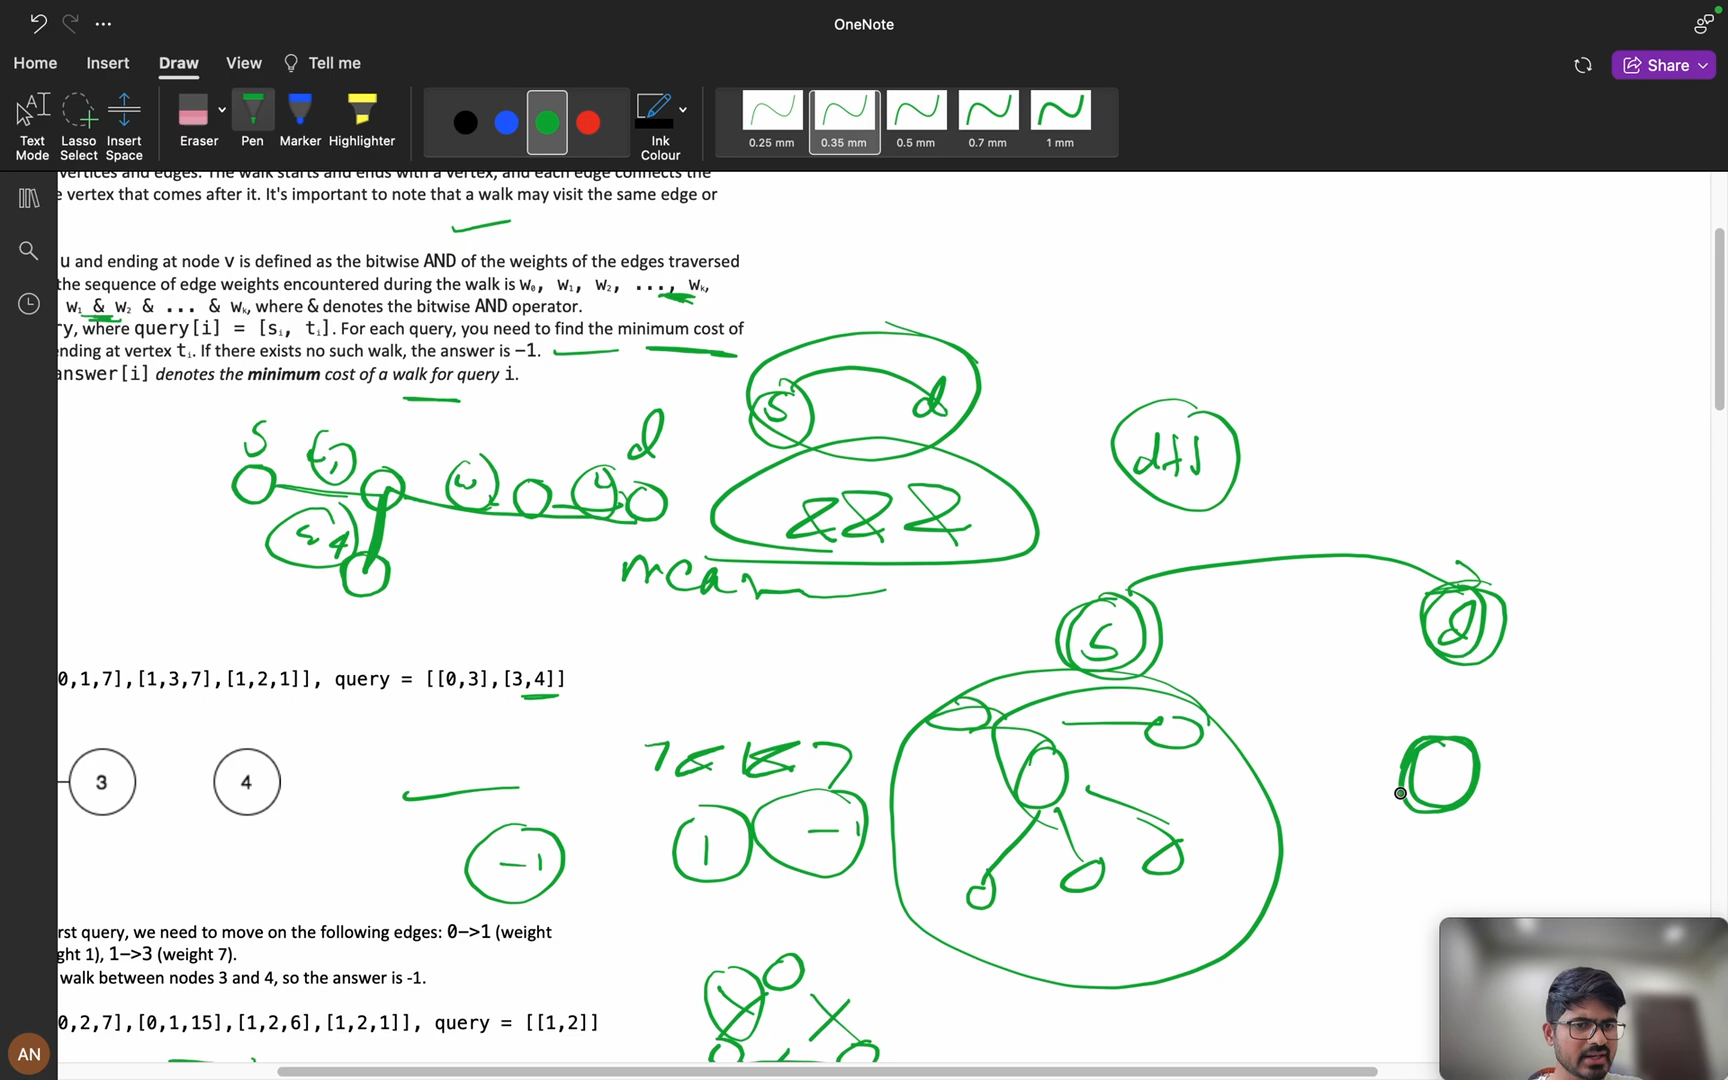 OneNote
Home Insert Draw View Tell me
Share
Text Mode
Lasso Select
Insert Space
Eraser
Pen
Marker
Highlighter
Ink Colour
0.25 mm
0.35 mm
0.5 mm
0.7 mm
1 mm
vertices and edges. The walk starts and ends with a vertex, and each edge connects the
e vertex that comes after it. It's important to note that a walk may visit the same edge or
u and ending at node v is defined as the bitwise AND of the weights of the edges traversed
the sequence of edge weights encountered during the walk is w₀, w₁, w₂, ..., wₖ,
w₁ & w₂ & ... & wₖ, where & denotes the bitwise AND operator.
ry, where query[i] = [sᵢ, tᵢ]. For each query, you need to find the minimum cost of
ending at vertex tᵢ. If there exists no such walk, the answer is −1.
answer[i] denotes the minimum cost of a walk for query i.
S
d
S
d
dfs
&&&
S
d
0,1,7],[1,3,7],[1,2,1]], query = [[0,3],[3,4]]
7 & 1 & 7
3
4
-1
1
-1
rst query, we need to move on the following edges: 0−>1 (weight
ght 1), 1−>3 (weight 7).
walk between nodes 3 and 4, so the answer is -1.
0,2,7],[0,1,15],[1,2,6],[1,2,1]], query = [[1,2]]
AN